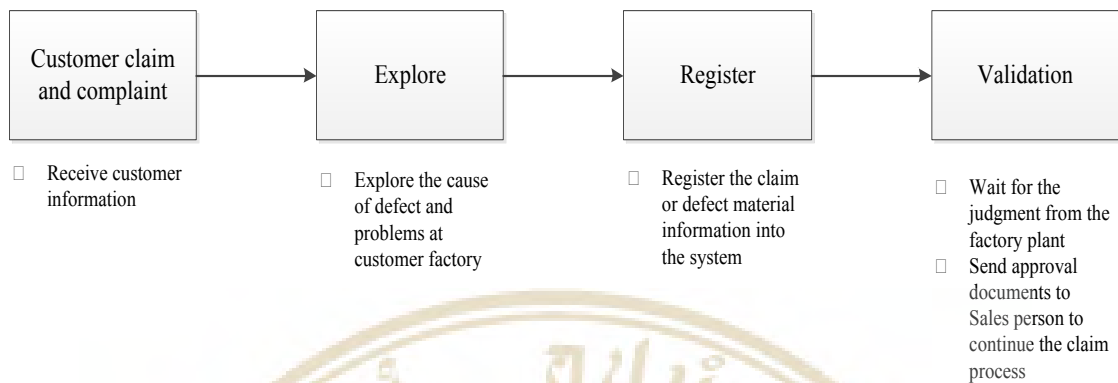 Customer claim
and complaint
Explore
Register
Validation
Receive customer
information
Explore the cause
of defect and
problems at
customer factory
Register the claim
or defect material
information into
the system
Wait for the
judgment from the
factory plant
Send approval
documents to
Sales person to
continue the claim
process